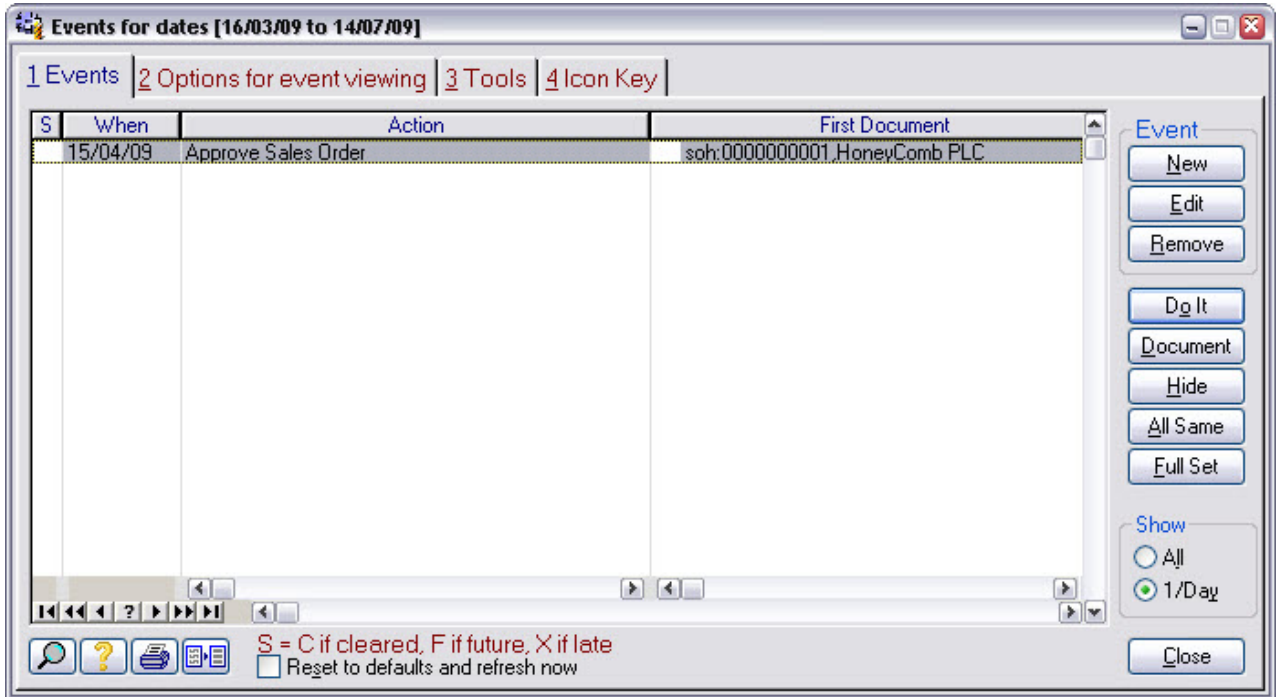 Events for dates [16/03/09 to 14/07/09]
1 Events 2 Options for event viewing 3 Tools 4 Icon Key
S When Action First Document
15/04/09 Approve Sales Order soh:0000000001,HoneyComb PLC
Event
New
Edit
Remove
Do It
Document
Hide
All Same
Full Set
Show
All
1/Day
?
S = C if cleared, F if future, X if late
Reset to defaults and refresh now
Close